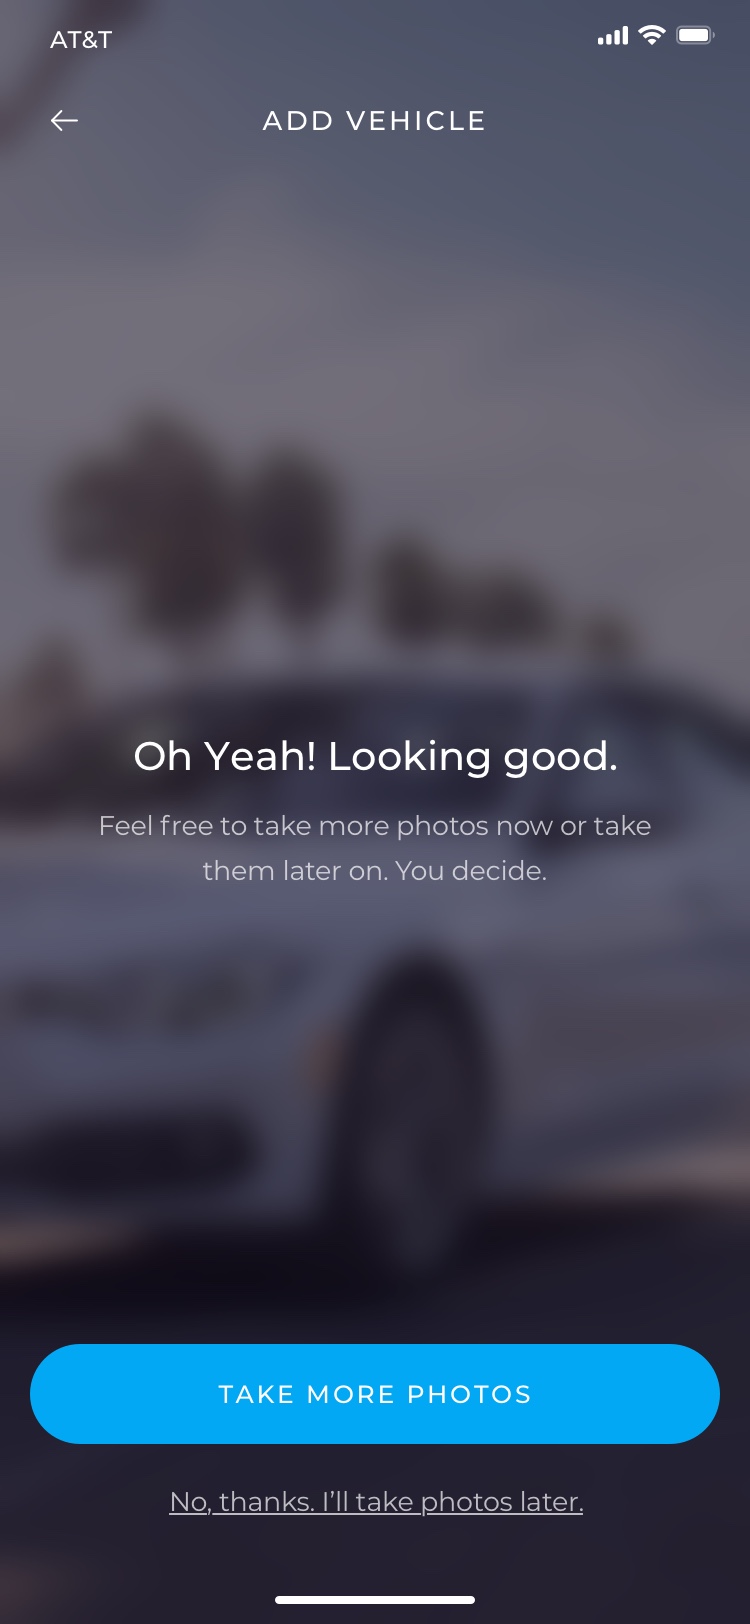 AT&T
ADD VEHICLE
Oh Yeah! Looking good.
Feel free to take more photos now or take
them later on. You decide.
TAKE MORE PHOTOS
No, thanks. I’ll take photos later.